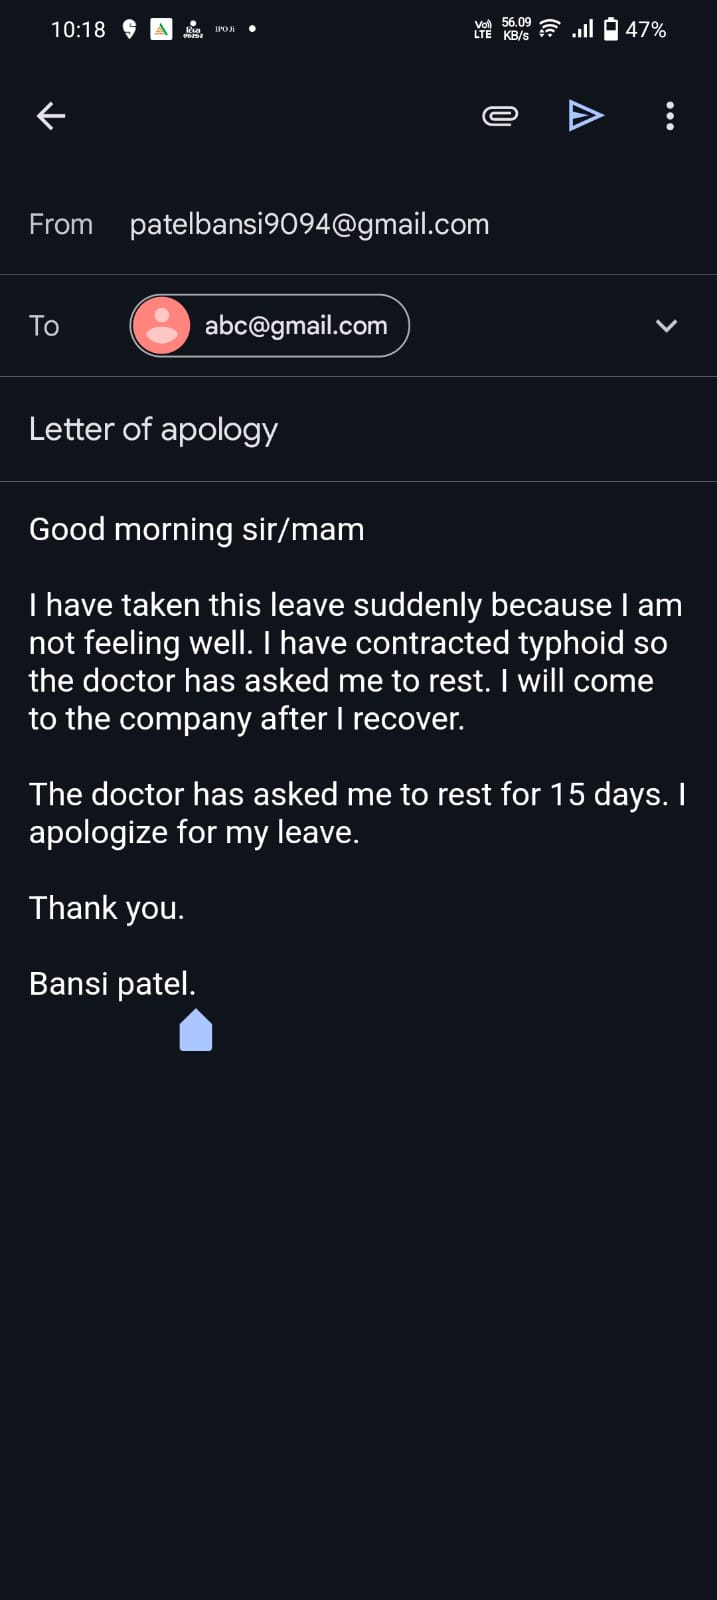 10:18 IPO Ji Vo) LTE 56.09 KB/s 47%
From patelbansi9094@gmail.com
To abc@gmail.com
Letter of apology
Good morning sir/mam
I have taken this leave suddenly because I am
not feeling well. I have contracted typhoid so
the doctor has asked me to rest. I will come
to the company after I recover.
The doctor has asked me to rest for 15 days. I
apologize for my leave.
Thank you.
Bansi patel.